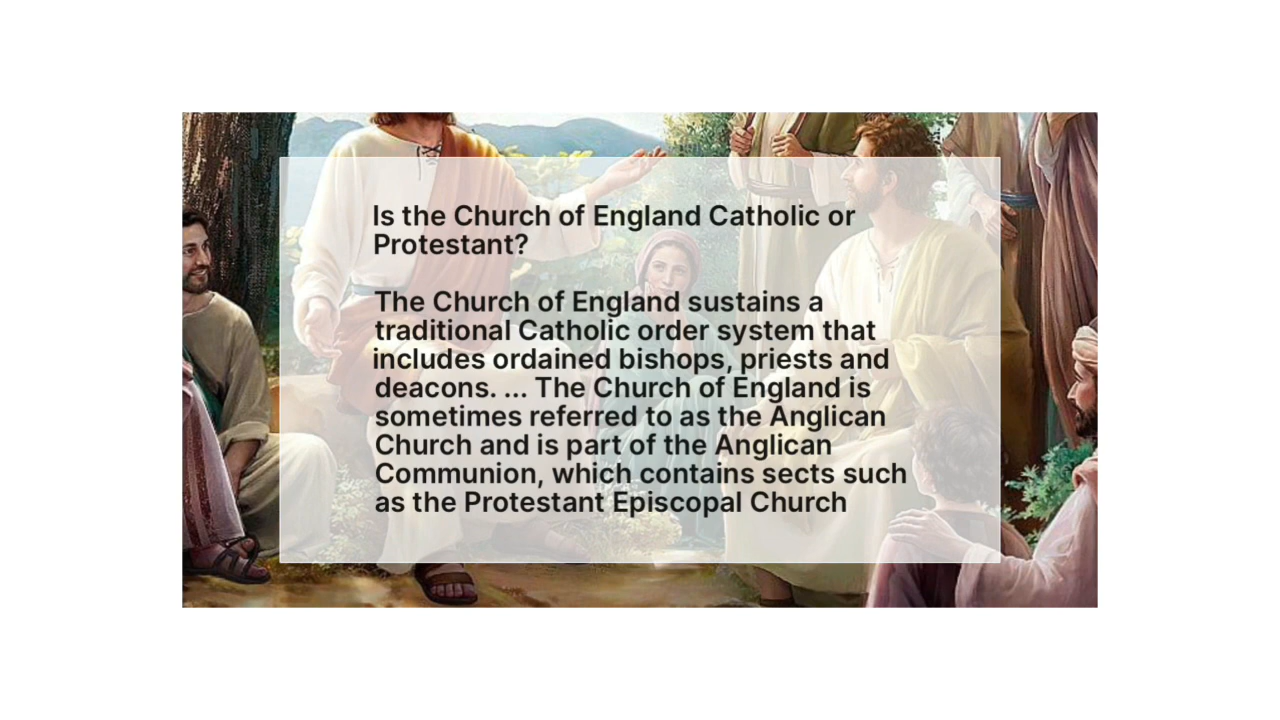 Is the Church of England Catholic or
Protestant?
The Church of England sustains a
traditional Catholic order system that
includes ordained bishops, priests and
deacons. ... The Church of England is
sometimes referred to as the Anglican
Church and is part of the Anglican
Communion, which contains sects such
as the Protestant Episcopal Church